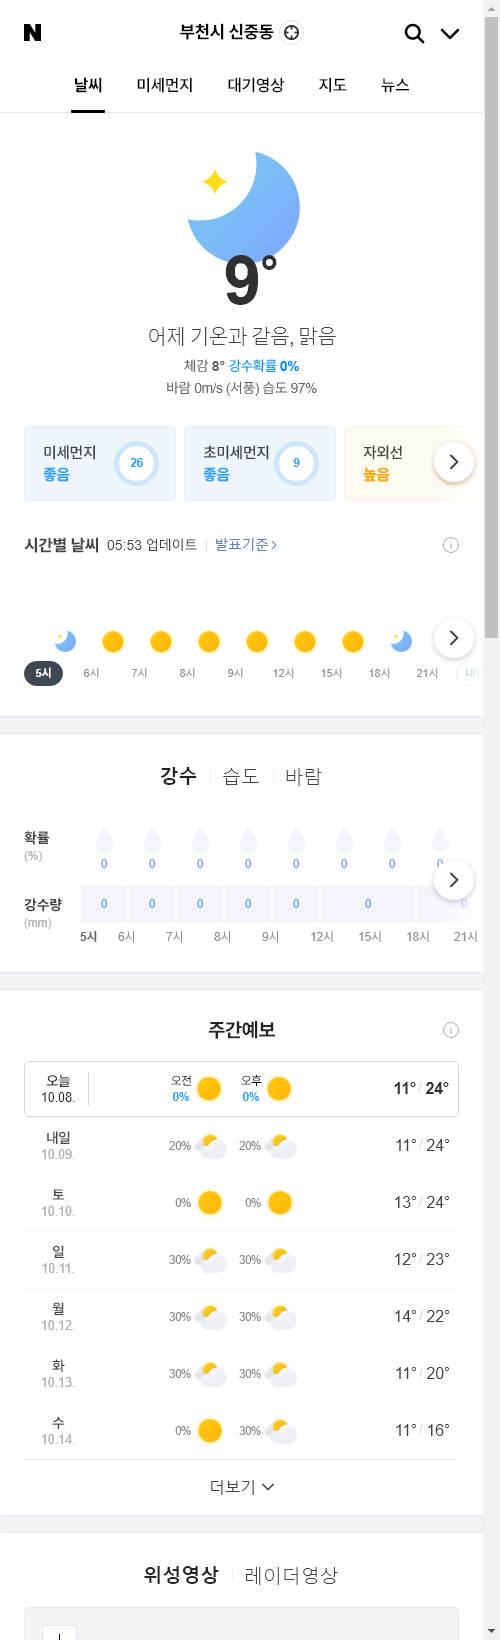 N 부천시 신중동
날씨 미세먼지 대기영상 지도 뉴스
9°
어제 기온과 같음, 맑음
체감 8° 강수확률 0%
바람 0m/s (서풍) 습도 97%
미세먼지 좋음 26
초미세먼지 좋음 9
자외선 높음
시간별 날씨 05:53 업데이트 발표기준
5시 6시 7시 8시 9시 12시 15시 18시 21시
강수 습도 바람
확률 (%)
0 0 0 0 0 0 0 0
강수량 (mm)
0 0 0 0 0 0 0
5시 6시 7시 8시 9시 12시 15시 18시 21시
주간예보
오늘 10.08. 오전 0% 오후 0% 11° / 24°
내일 10.09. 20% 20% 11° / 24°
토 10.10. 0% 0% 13° / 24°
일 10.11. 30% 30% 12° / 23°
월 10.12. 30% 30% 14° / 22°
화 10.13. 30% 30% 11° / 20°
수 10.14. 0% 30% 11° / 16°
더보기
위성영상 레이더영상